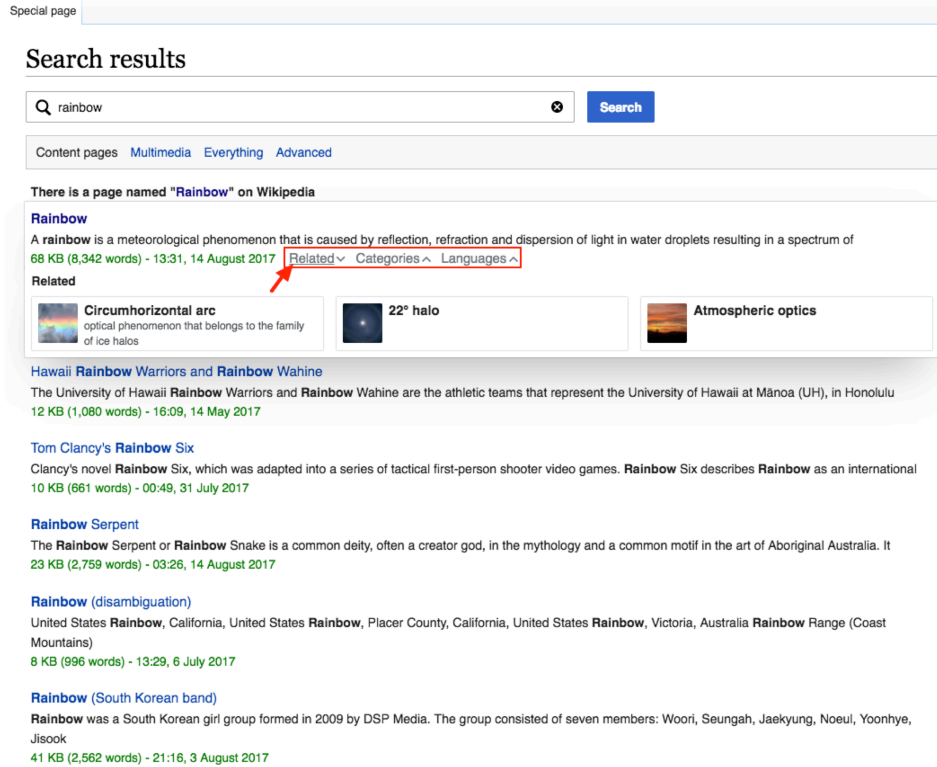 Special page
Search results
rainbow
Search
Content pages Multimedia Everything Advanced
There is a page named "Rainbow" on Wikipedia
Rainbow
A rainbow is a meteorological phenomenon that is caused by reflection, refraction and dispersion of light in water droplets resulting in a spectrum of
68 KB (8,342 words) - 13:31, 14 August 2017 Related Categories Languages
Related
Circumhorizontal arc
optical phenomenon that belongs to the family
of ice halos
22° halo
Atmospheric optics
Hawaii Rainbow Warriors and Rainbow Wahine
The University of Hawaii Rainbow Warriors and Rainbow Wahine are the athletic teams that represent the University of Hawaii at Mānoa (UH), in Honolulu
12 KB (1,080 words) - 16:09, 14 May 2017
Tom Clancy's Rainbow Six
Clancy's novel Rainbow Six, which was adapted into a series of tactical first-person shooter video games. Rainbow Six describes Rainbow as an international
10 KB (661 words) - 00:49, 31 July 2017
Rainbow Serpent
The Rainbow Serpent or Rainbow Snake is a common deity, often a creator god, in the mythology and a common motif in the art of Aboriginal Australia. It
23 KB (2,759 words) - 03:26, 14 August 2017
Rainbow (disambiguation)
United States Rainbow, California, United States Rainbow, Placer County, California, United States Rainbow, Victoria, Australia Rainbow Range (Coast
Mountains)
8 KB (996 words) - 13:29, 6 July 2017
Rainbow (South Korean band)
Rainbow was a South Korean girl group formed in 2009 by DSP Media. The group consisted of seven members: Woori, Seungah, Jaekyung, Noeul, Yoonhye,
Jisook
41 KB (2,562 words) - 21:16, 3 August 2017